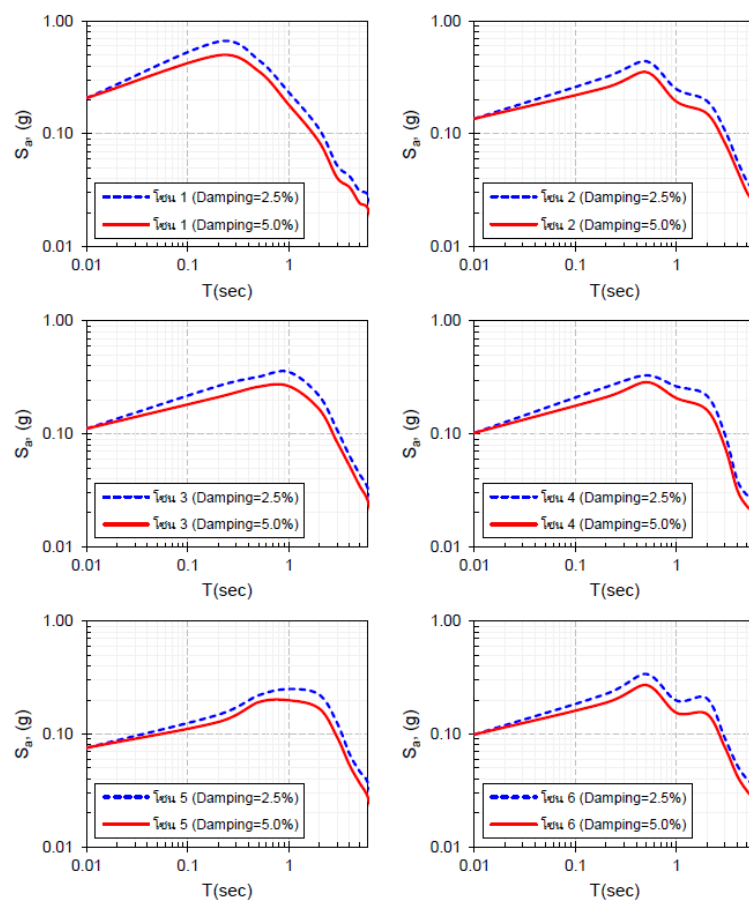 1.00
0.10
0.01
Sa, (g)
โซน 1 (Damping=2.5%)
โซน 1 (Damping=5.0%)
0.01 0.1 1
T(sec)
1.00
0.10
0.01
Sa, (g)
โซน 2 (Damping=2.5%)
โซน 2 (Damping=5.0%)
0.01 0.1 1
T(sec)
1.00
0.10
0.01
Sa, (g)
โซน 3 (Damping=2.5%)
โซน 3 (Damping=5.0%)
0.01 0.1 1
T(sec)
1.00
0.10
0.01
Sa, (g)
โซน 4 (Damping=2.5%)
โซน 4 (Damping=5.0%)
0.01 0.1 1
T(sec)
1.00
0.10
0.01
Sa, (g)
โซน 5 (Damping=2.5%)
โซน 5 (Damping=5.0%)
0.01 0.1 1
T(sec)
1.00
0.10
0.01
Sa, (g)
โซน 6 (Damping=2.5%)
โซน 6 (Damping=5.0%)
0.01 0.1 1
T(sec)